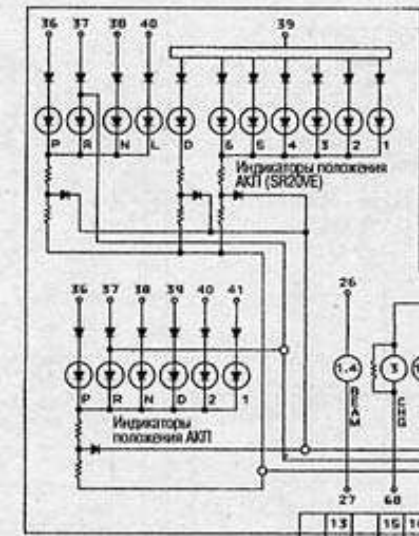 36 37 38 40 39
P R N L D 6 5 4 3 2 1
Индикаторы положения
АКП (SR20VE)
36 37 38 39 40 41 26
1.4 3
P R N D 2 1
BEAM
CHG
Индикаторы
положения АКП
27 68
13 15